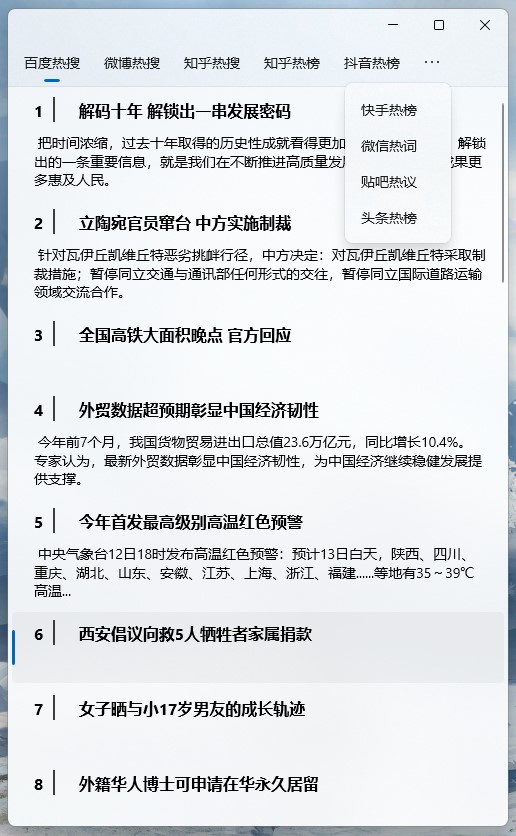 百度热搜 微博热搜 知乎热搜 知乎热榜 抖音热榜 ...
快手热榜
微信热词
贴吧热议
头条热榜
1 解码十年 解锁出一串发展密码
把时间浓缩，过去十年取得的历史性成就看得更加 解锁
出的一条重要信息，就是我们在不断推进高质量发 成果更
多惠及人民。
2 立陶宛官员窜台 中方实施制裁
针对瓦伊丘凯维丘特恶劣挑衅行径，中方决定：对瓦伊丘凯维丘特采取制
裁措施；暂停同立交通与通讯部任何形式的交往，暂停同立国际道路运输
领域交流合作。
3 全国高铁大面积晚点 官方回应
4 外贸数据超预期彰显中国经济韧性
今年前7个月，我国货物贸易进出口总值23.6万亿元，同比增长10.4%。
专家认为，最新外贸数据彰显中国经济韧性，为中国经济继续稳健发展提
供支撑。
5 今年首发最高级别高温红色预警
中央气象台12日18时发布高温红色预警：预计13日白天，陕西、四川、
重庆、湖北、山东、安徽、江苏、上海、浙江、福建......等地有35～39℃
高温...
6 西安倡议向救5人牺牲者家属捐款
7 女子晒与小17岁男友的成长轨迹
8 外籍华人博士可申请在华永久居留